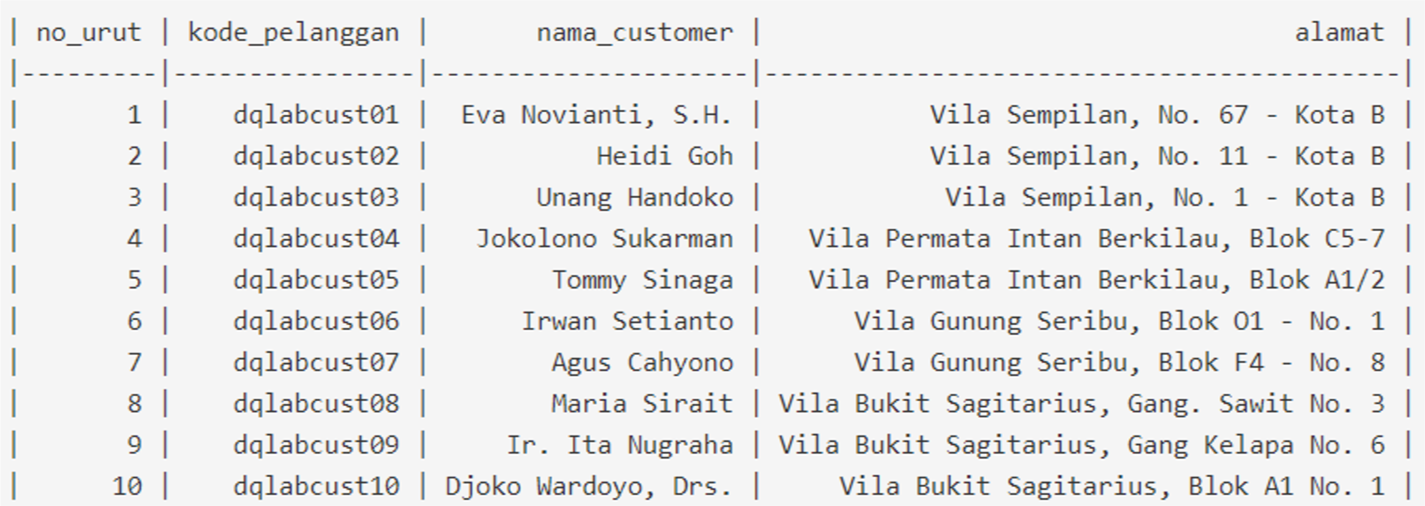 | no_urut | kode_pelanggan |       nama_customer |                                   alamat |
|---------|----------------|---------------------|------------------------------------------|
|       1 |    dqlabcust01 |  Eva Novianti, S.H. |           Vila Sempilan, No. 67 - Kota B |
|       2 |    dqlabcust02 |           Heidi Goh |           Vila Sempilan, No. 11 - Kota B |
|       3 |    dqlabcust03 |       Unang Handoko |            Vila Sempilan, No. 1 - Kota B |
|       4 |    dqlabcust04 |   Jokolono Sukarman |   Vila Permata Intan Berkilau, Blok C5-7 |
|       5 |    dqlabcust05 |        Tommy Sinaga |   Vila Permata Intan Berkilau, Blok A1/2 |
|       6 |    dqlabcust06 |      Irwan Setianto |      Vila Gunung Seribu, Blok O1 - No. 1 |
|       7 |    dqlabcust07 |        Agus Cahyono |      Vila Gunung Seribu, Blok F4 - No. 8 |
|       8 |    dqlabcust08 |        Maria Sirait | Vila Bukit Sagitarius, Gang. Sawit No. 3 |
|       9 |    dqlabcust09 |     Ir. Ita Nugraha | Vila Bukit Sagitarius, Gang Kelapa No. 6 |
|      10 |    dqlabcust10 | Djoko Wardoyo, Drs. |     Vila Bukit Sagitarius, Blok A1 No. 1 |